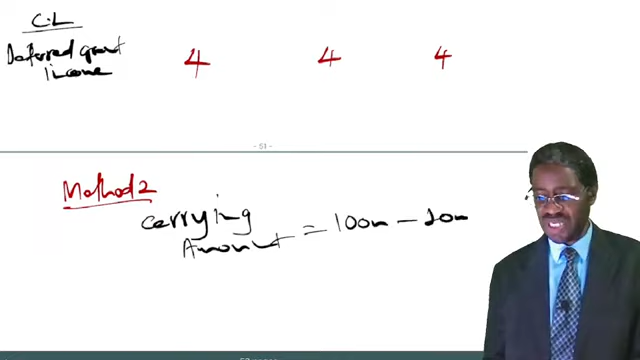 C.L
Deferred grant
Income 4 4 4
- 51 -
Method 2
Carrying
Amount = 100m - 20m